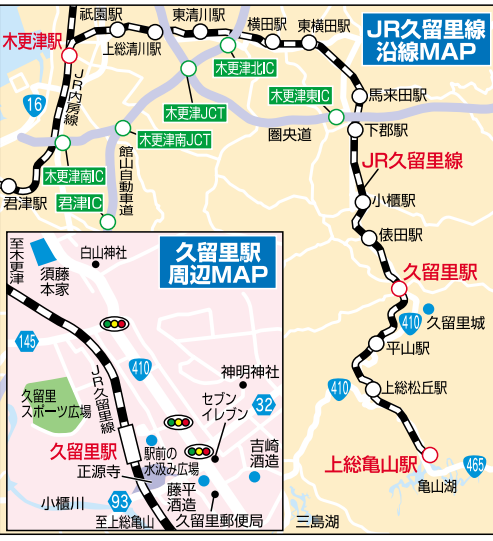 JR久留里線
沿線MAP
祇園駅
東清川駅
横田駅
東横田駅
木更津駅
上総清川駅
木更津北IC
JR内房線
16
木更津JCT
木更津東IC
馬来田駅
木更津南JCT
圏央道
下郡駅
館山自動車道
木更津南IC
JR久留里線
君津駅
君津IC
小櫃駅
俵田駅
久留里駅
410
久留里城
平山駅
410
上総松丘駅
上総亀山駅
465
亀山湖
三島湖
久留里駅
周辺MAP
至木更津
須藤
本家
白山神社
145
410
JR久留里線
久留里
スポーツ広場
神明神社
セブン
イレブン
32
久留里駅
駅前の
水汲み広場
吉崎
酒造
正源寺
藤平
酒造
小櫃川
93
至上総亀山
久留里郵便局